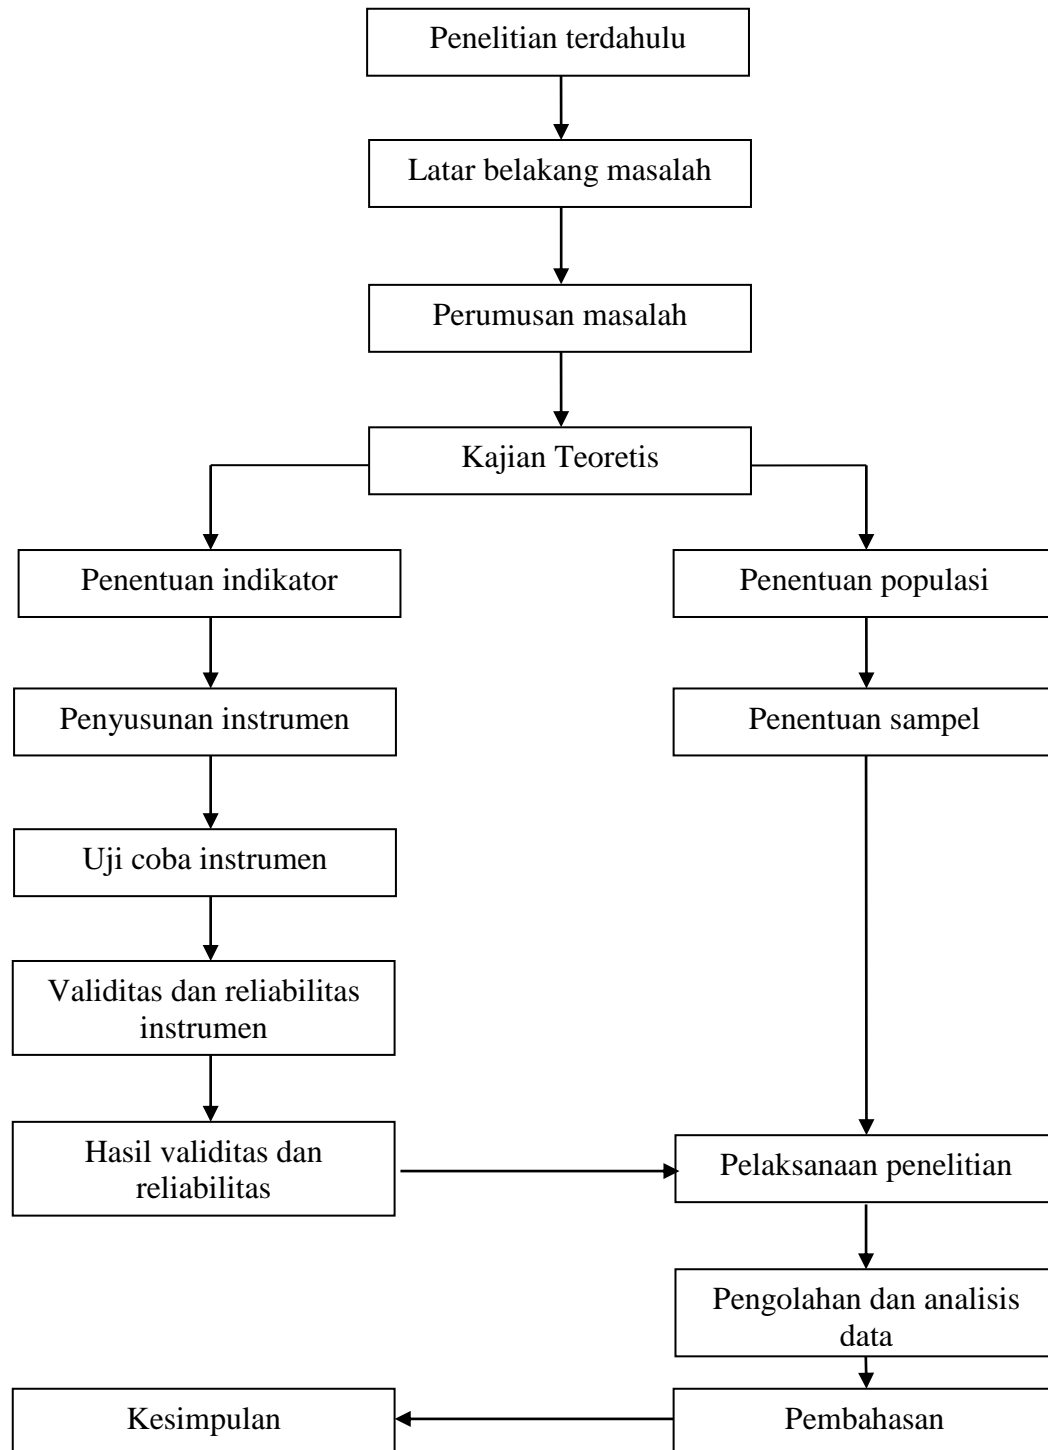 Penelitian terdahulu
Latar belakang masalah
Perumusan masalah
Kajian Teoretis
Penentuan indikator
Penentuan populasi
Penyusunan instrumen
Penentuan sampel
Uji coba instrumen
Validitas dan reliabilitas
instrumen
Hasil validitas dan
reliabilitas
Pelaksanaan penelitian
Pengolahan dan analisis
data
Kesimpulan
Pembahasan